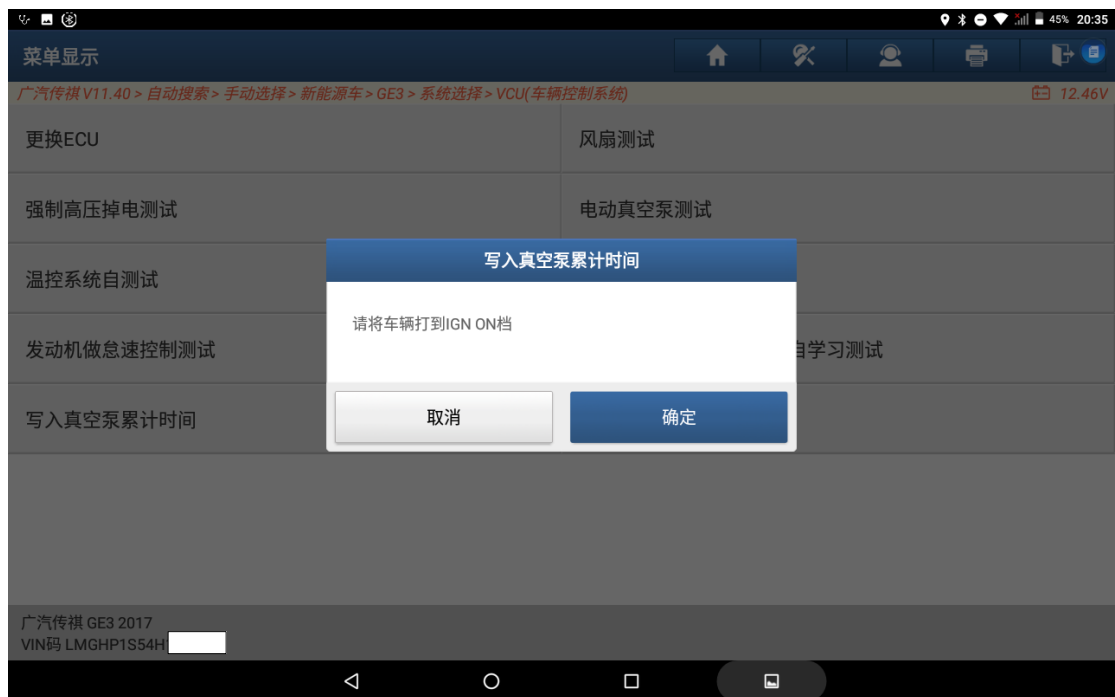 45% 20:35
菜单显示
广汽传祺 V11.40 > 自动搜索 > 手动选择 > 新能源车 > GE3 > 系统选择 > VCU(车辆控制系统)
12.46V
更换ECU
风扇测试
强制高压掉电测试
电动真空泵测试
写入真空泵累计时间
温控系统自测试
请将车辆打到IGN ON档
发动机做怠速控制测试
自学习测试
写入真空泵累计时间
取消
确定
广汽传祺 GE3 2017
VIN码 LMGHP1S54H